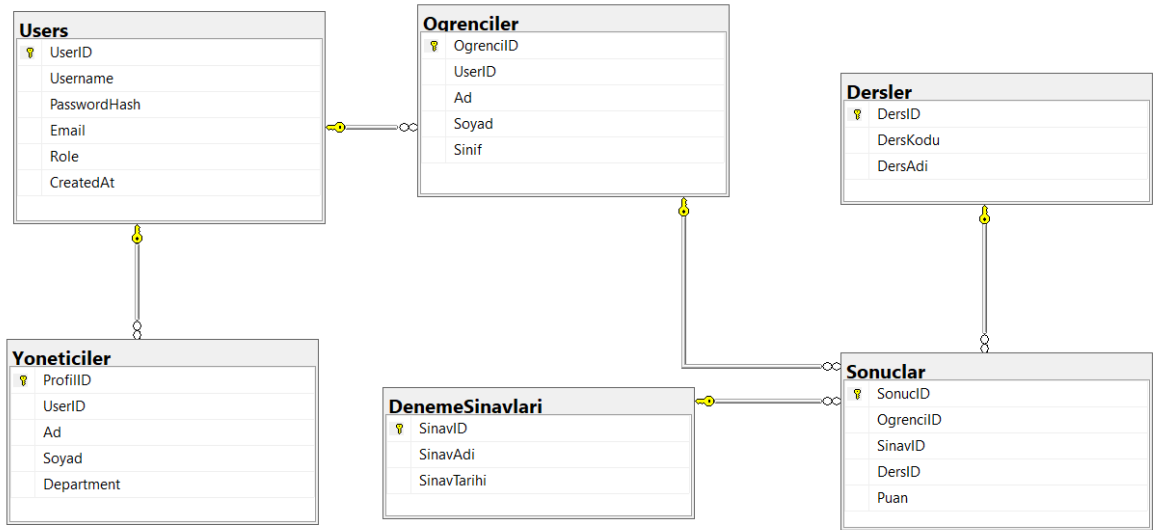 Users
UserID
Username
PasswordHash
Email
Role
CreatedAt
Ogrenciler
OgrenciID
UserID
Ad
Soyad
Sinif
Dersler
DersID
DersKodu
DersAdi
Yoneticiler
ProfilID
UserID
Ad
Soyad
Department
DenemeSinavlari
SinavID
SinavAdi
SinavTarihi
Sonuclar
SonucID
OgrenciID
SinavID
DersID
Puan